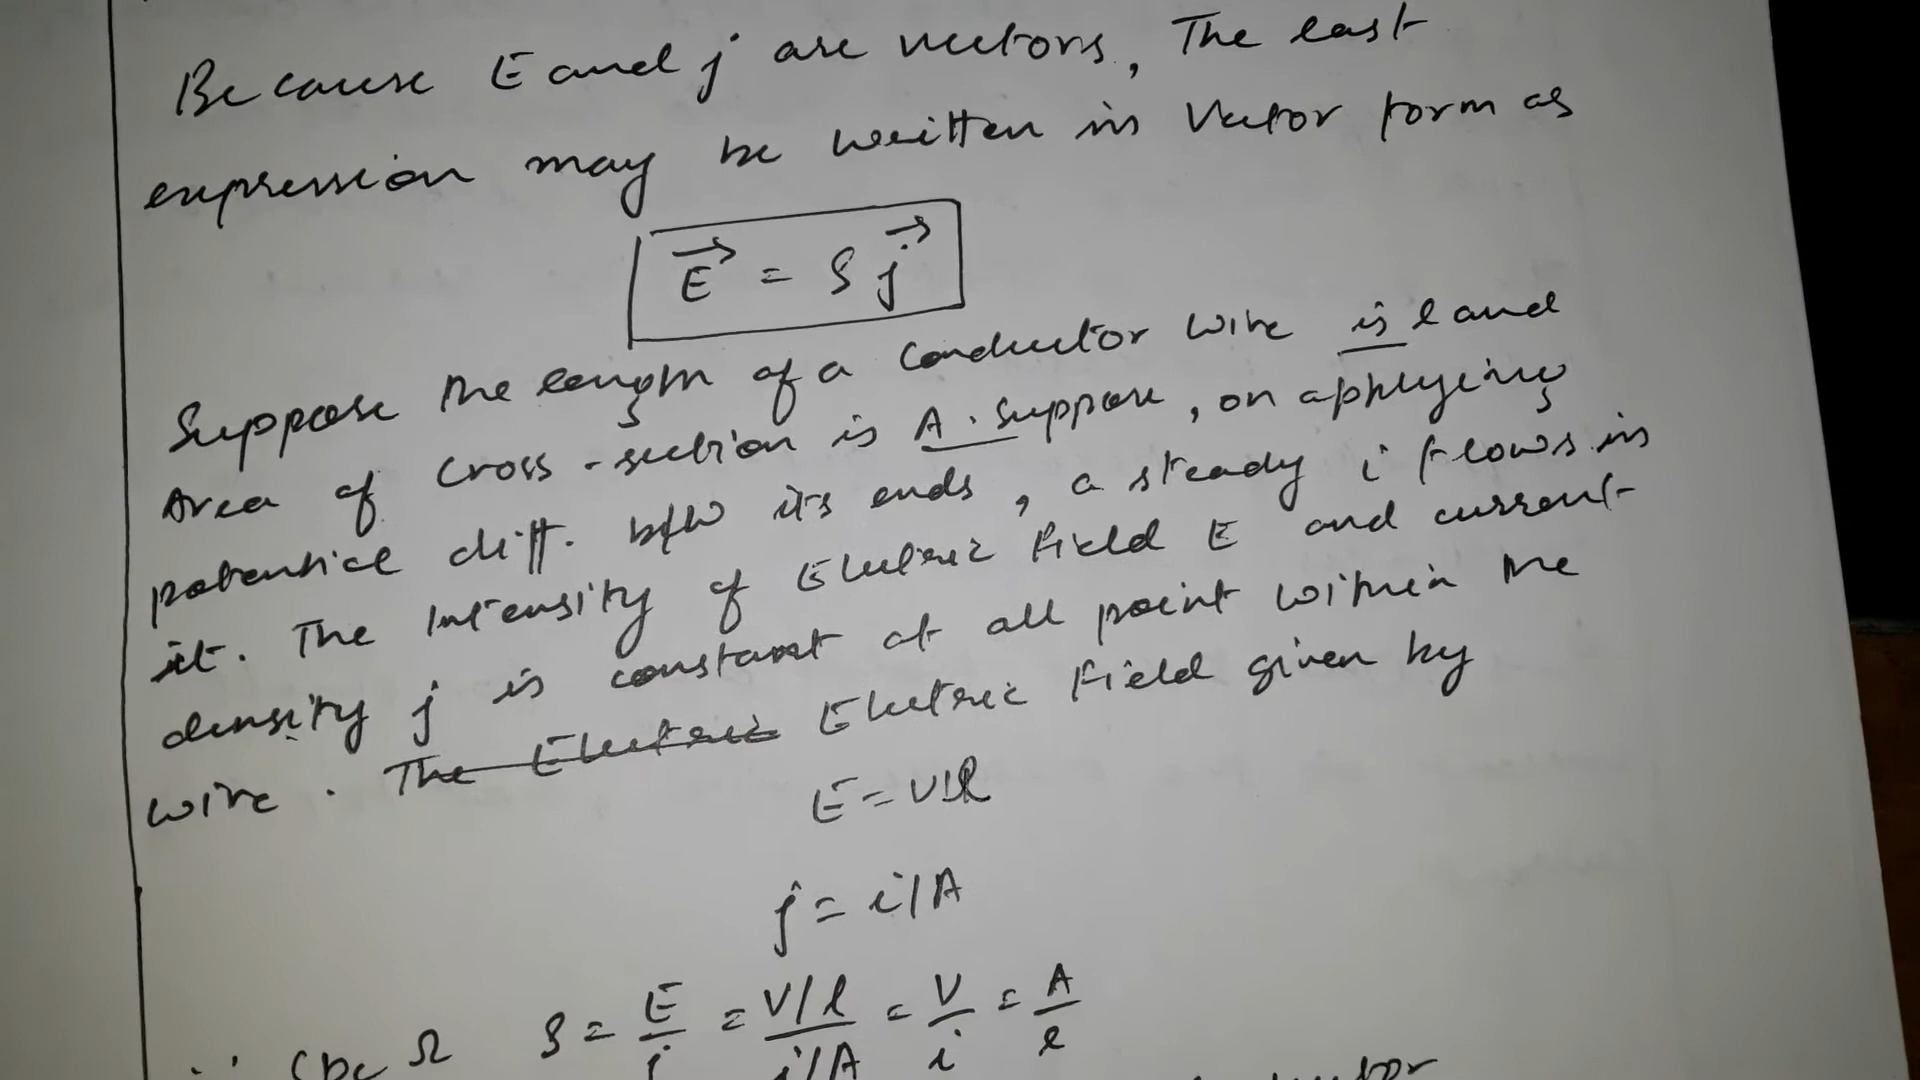 Because E and j are vectors, The last
expression may be written in Vector form as
E⃗ = ρ j⃗
Suppose the length of a conductor wire is l and
Area of cross-section is A. Suppose, on applying
potential diff. b/w its ends, a steady i flows in
it. The Intensity of Electric field E and current
density j is constant at all point within the
wire. ~~The Electric~~ Electric Field given by
E = V/l
j = i/A
ρ = E/j = V/l / i/A = V/i = A/l